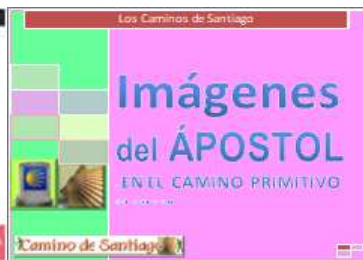 Los Caminos de Santiago
Imágenes
del ÁPOSTOL
EN EL CAMINO PRIMITIVO
Camino de Santiago